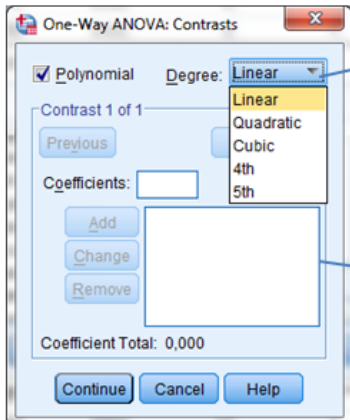 One-Way ANOVA: Contrasts
Polynomial Degree: Linear
Linear
Quadratic
Cubic
4th
5th
Contrast 1 of 1
Previous
Coefficients:
Add
Change
Remove
Coefficient Total: 0,000
Continue Cancel Help